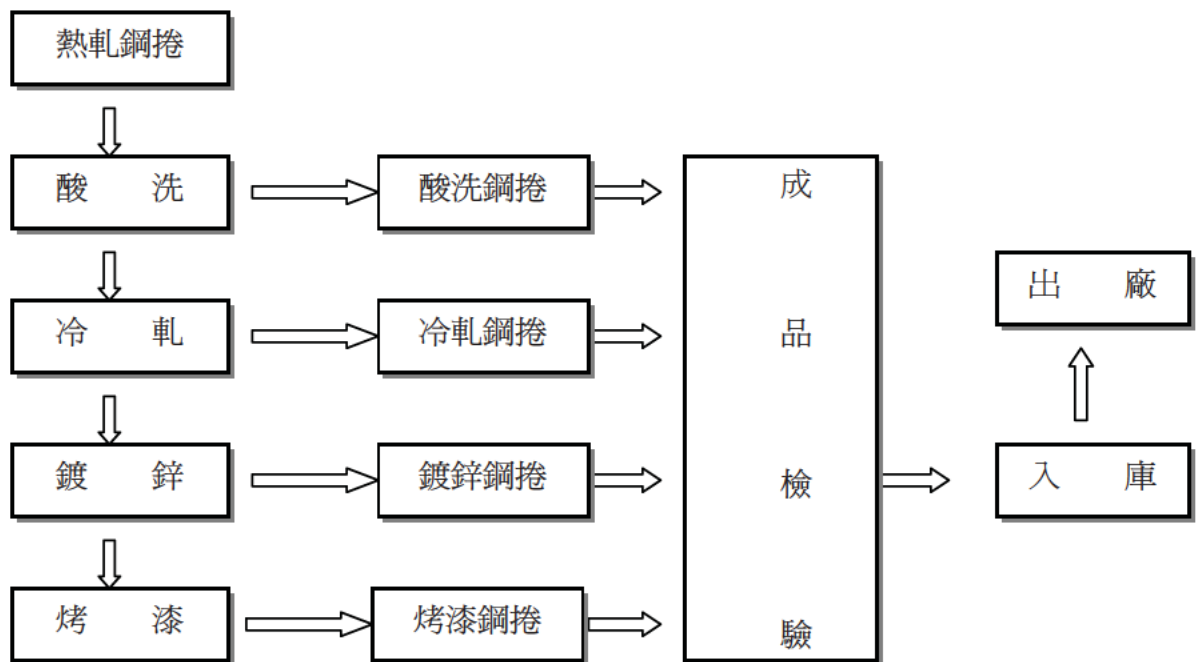 熱軋鋼捲
酸　洗
酸洗鋼捲
冷　軋
冷軋鋼捲
鍍　鋅
鍍鋅鋼捲
烤　漆
烤漆鋼捲
成
品
檢
驗
入　庫
出　廠